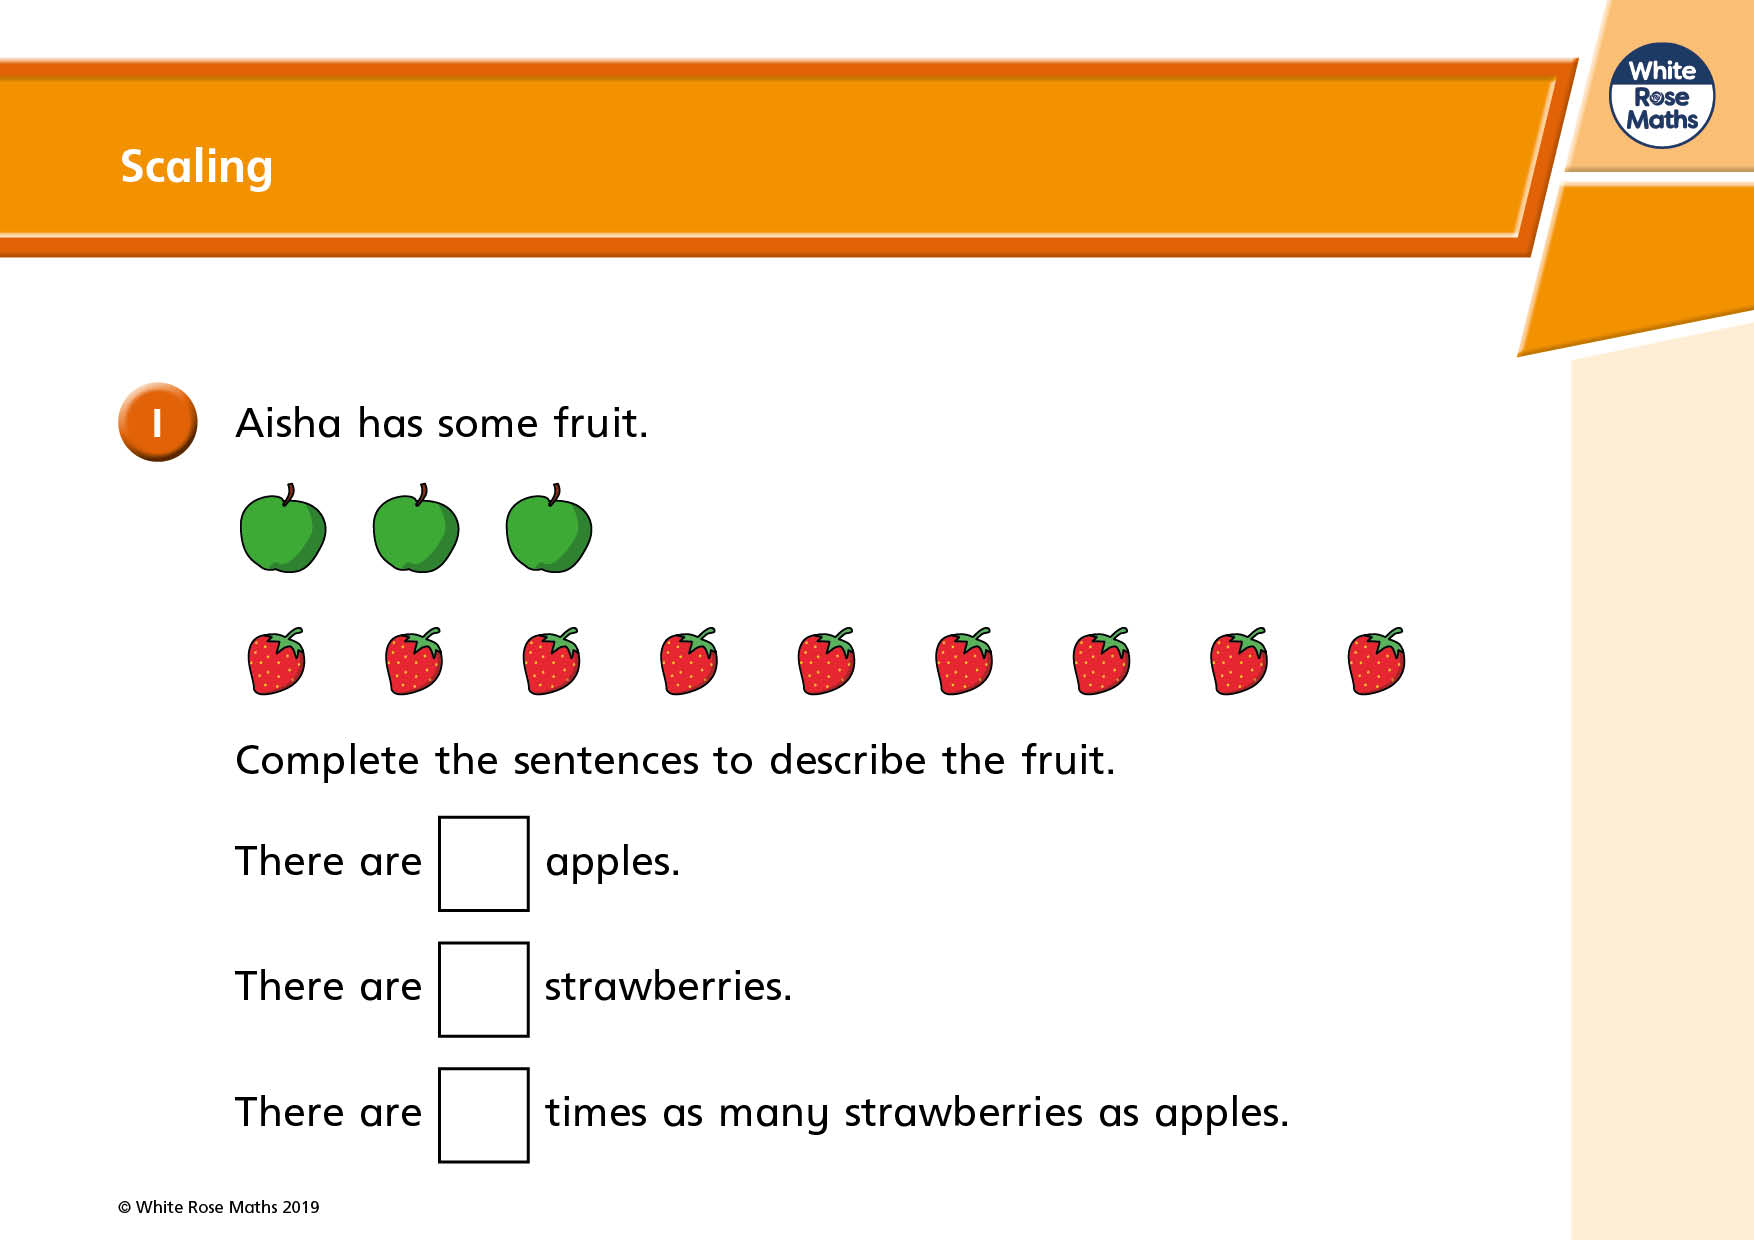 White
Rose
Maths
Scaling
1 Aisha has some fruit.
Complete the sentences to describe the fruit.
There are apples.
There are strawberries.
There are times as many strawberries as apples.
© White Rose Maths 2019